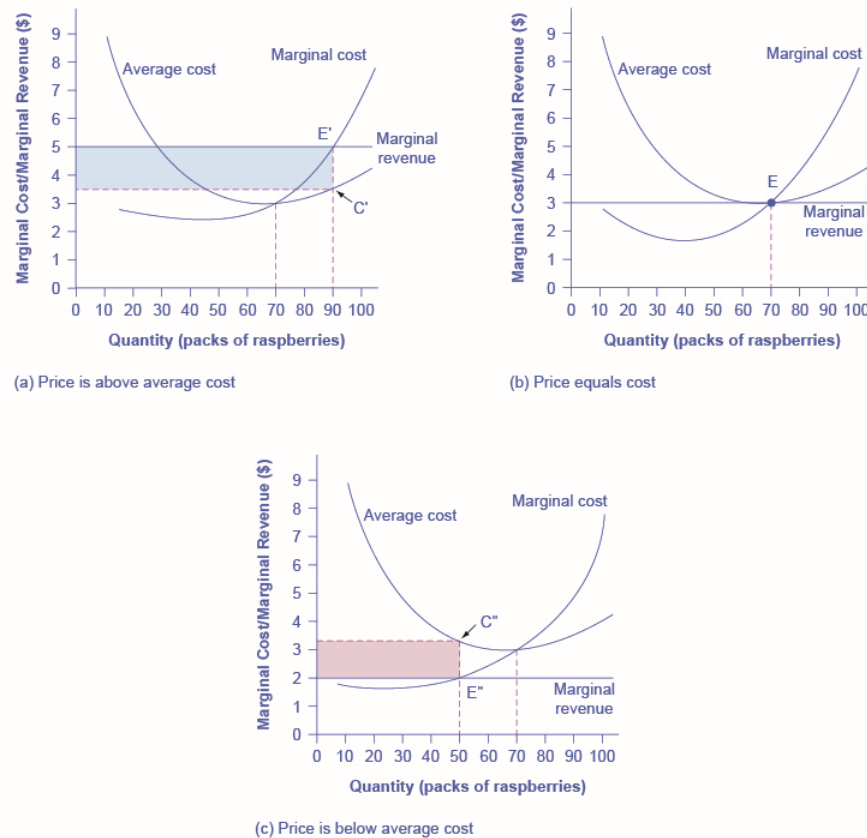 Marginal Cost/Marginal Revenue ($)
9
8
7
6
5
4
3
2
1
0
Average cost
Marginal cost
E'
Marginal
revenue
C'
0 10 20 30 40 50 60 70 80 90 100
Quantity (packs of raspberries)
(a) Price is above average cost
Marginal Cost/Marginal Revenue ($)
9
8
7
6
5
4
3
2
1
0
Average cost
Marginal cost
E
Marginal
revenue
0 10 20 30 40 50 60 70 80 90 100
Quantity (packs of raspberries)
(b) Price equals cost
Marginal Cost/Marginal Revenue ($)
9
8
7
6
5
4
3
2
1
0
Average cost
Marginal cost
C"
E"
Marginal
revenue
0 10 20 30 40 50 60 70 80 90 100
Quantity (packs of raspberries)
(c) Price is below average cost